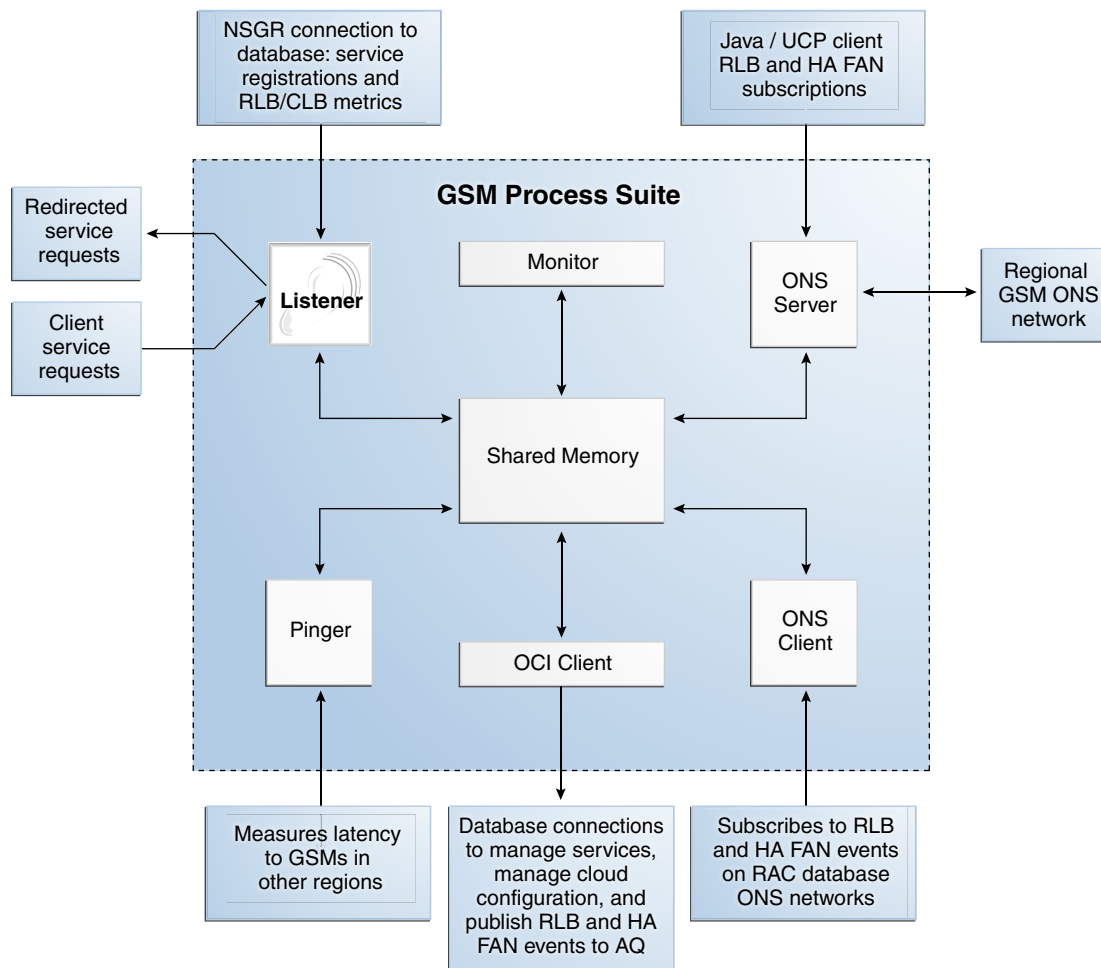 NSGR connection to
database: service
registrations and
RLB/CLB metrics
Java / UCP client
RLB and HA FAN
subscriptions
GSM Process Suite
Redirected
service
requests
Client
service
requests
Listener
Monitor
ONS
Server
Regional
GSM ONS
network
Shared Memory
Pinger
OCI Client
ONS
Client
Measures latency
to GSMs in
other regions
Database connections
to manage services,
manage cloud
configuration, and
publish RLB and HA
FAN events to AQ
Subscribes to RLB
and HA FAN events
on RAC database
ONS networks